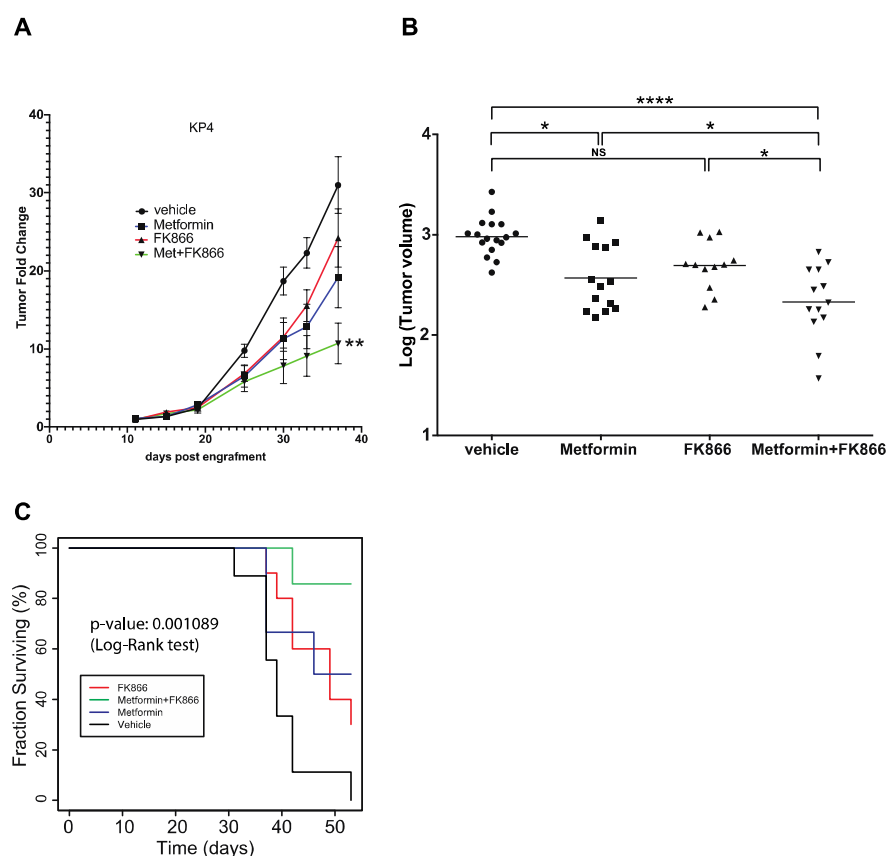 A
KP4
Tumor Fold Change
40
30
20
10
0
0
10
20
30
40
days post engrafment
vehicle
Metformin
FK866
Met+FK866
**
B
****
*
*
NS
*
Log (Tumor volume)
4
3
2
1
vehicle
Metformin
FK866
Metformin+FK866
C
Fraction Surviving (%)
100
80
60
40
20
0
p-value: 0.001089
(Log-Rank test)
FK866
Metformin+FK866
Metformin
Vehicle
0
10
20
30
40
50
Time (days)